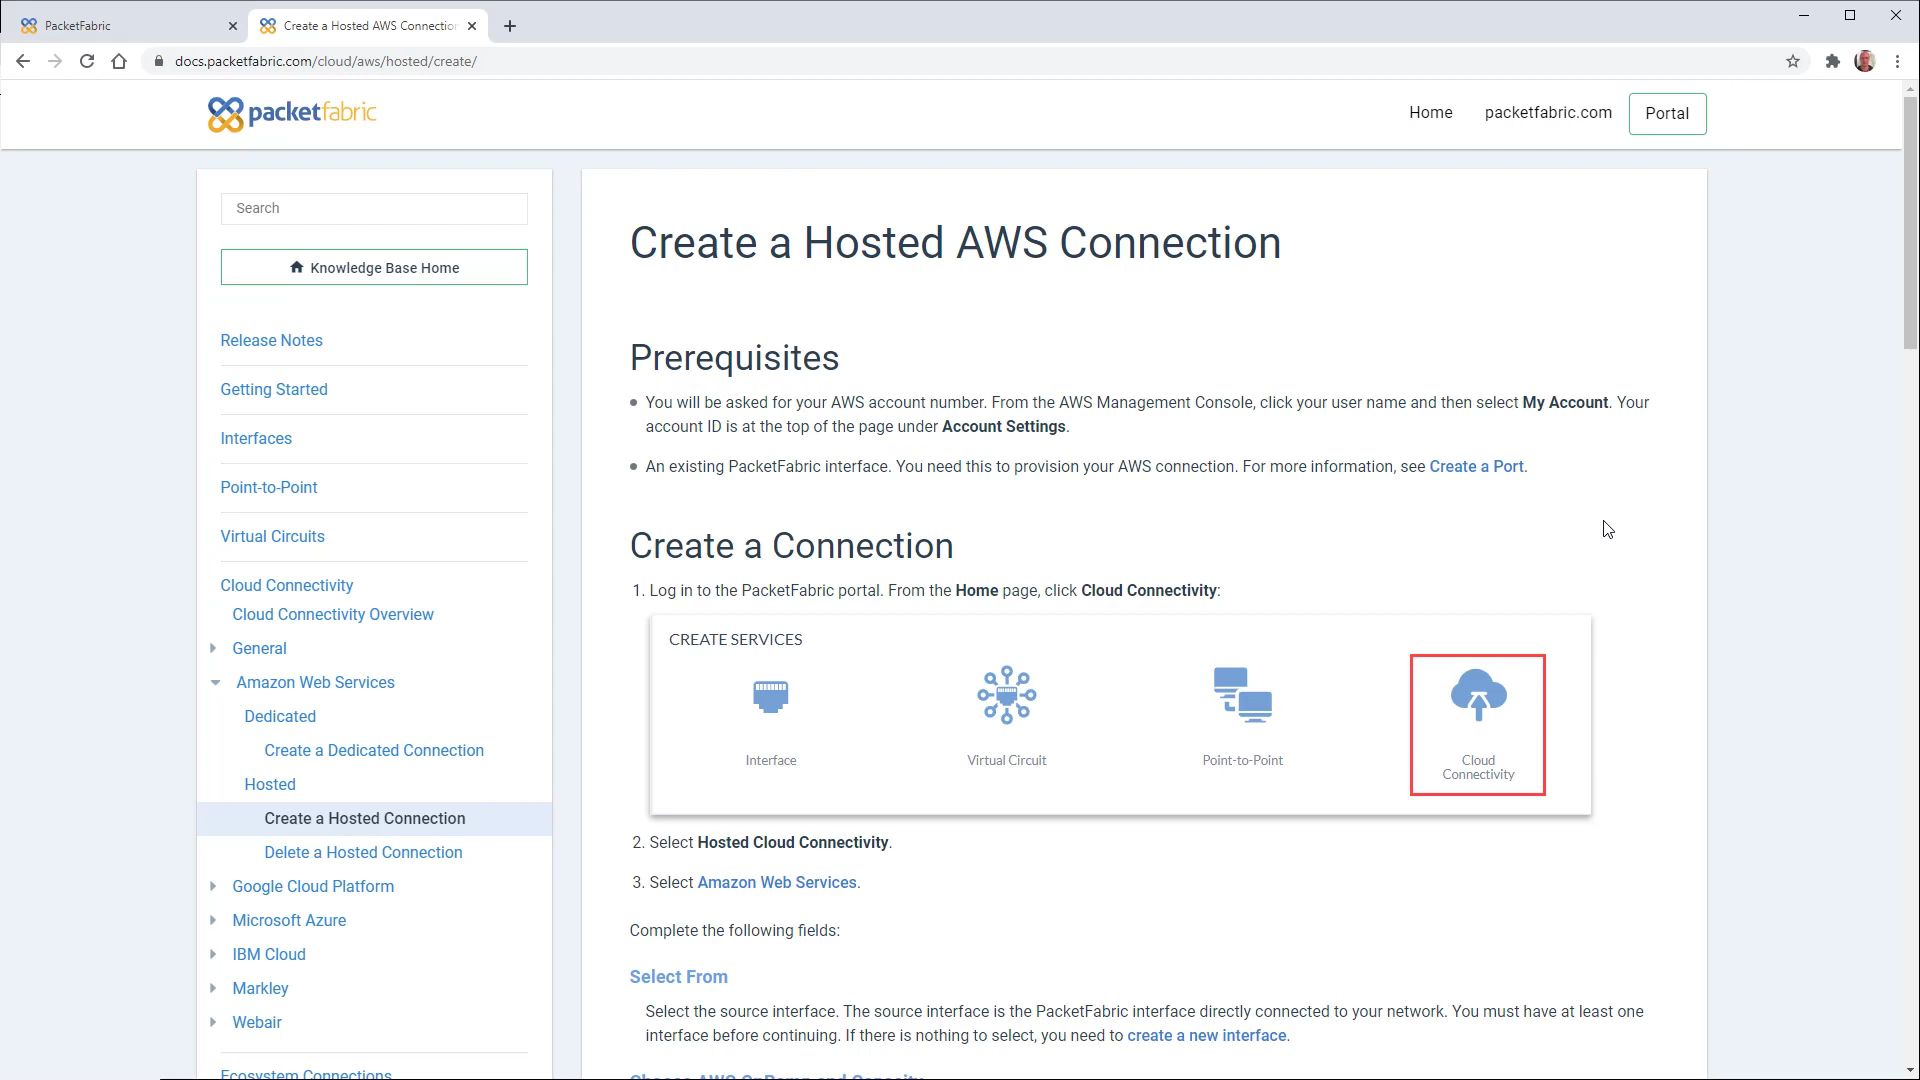 PacketFabric
Create a Hosted AWS Connection
docs.packetfabric.com/cloud/aws/hosted/create/
packetfabric
Home
packetfabric.com
Portal
Search
Knowledge Base Home
Release Notes
Getting Started
Interfaces
Point-to-Point
Virtual Circuits
Cloud Connectivity
Cloud Connectivity Overview
General
Amazon Web Services
Dedicated
Create a Dedicated Connection
Hosted
Create a Hosted Connection
Delete a Hosted Connection
Google Cloud Platform
Microsoft Azure
IBM Cloud
Markley
Webair
Ecosystem Connections
Create a Hosted AWS Connection
Prerequisites
You will be asked for your AWS account number. From the AWS Management Console, click your user name and then select My Account. Your
account ID is at the top of the page under Account Settings.
An existing PacketFabric interface. You need this to provision your AWS connection. For more information, see Create a Port.
Create a Connection
1. Log in to the PacketFabric portal. From the Home page, click Cloud Connectivity:
CREATE SERVICES
Interface
Virtual Circuit
Point-to-Point
Cloud
Connectivity
2. Select Hosted Cloud Connectivity.
3. Select Amazon Web Services.
Complete the following fields:
Select From
Select the source interface. The source interface is the PacketFabric interface directly connected to your network. You must have at least one
interface before continuing. If there is nothing to select, you need to create a new interface.
Choose AWS OnRamp and Capacity